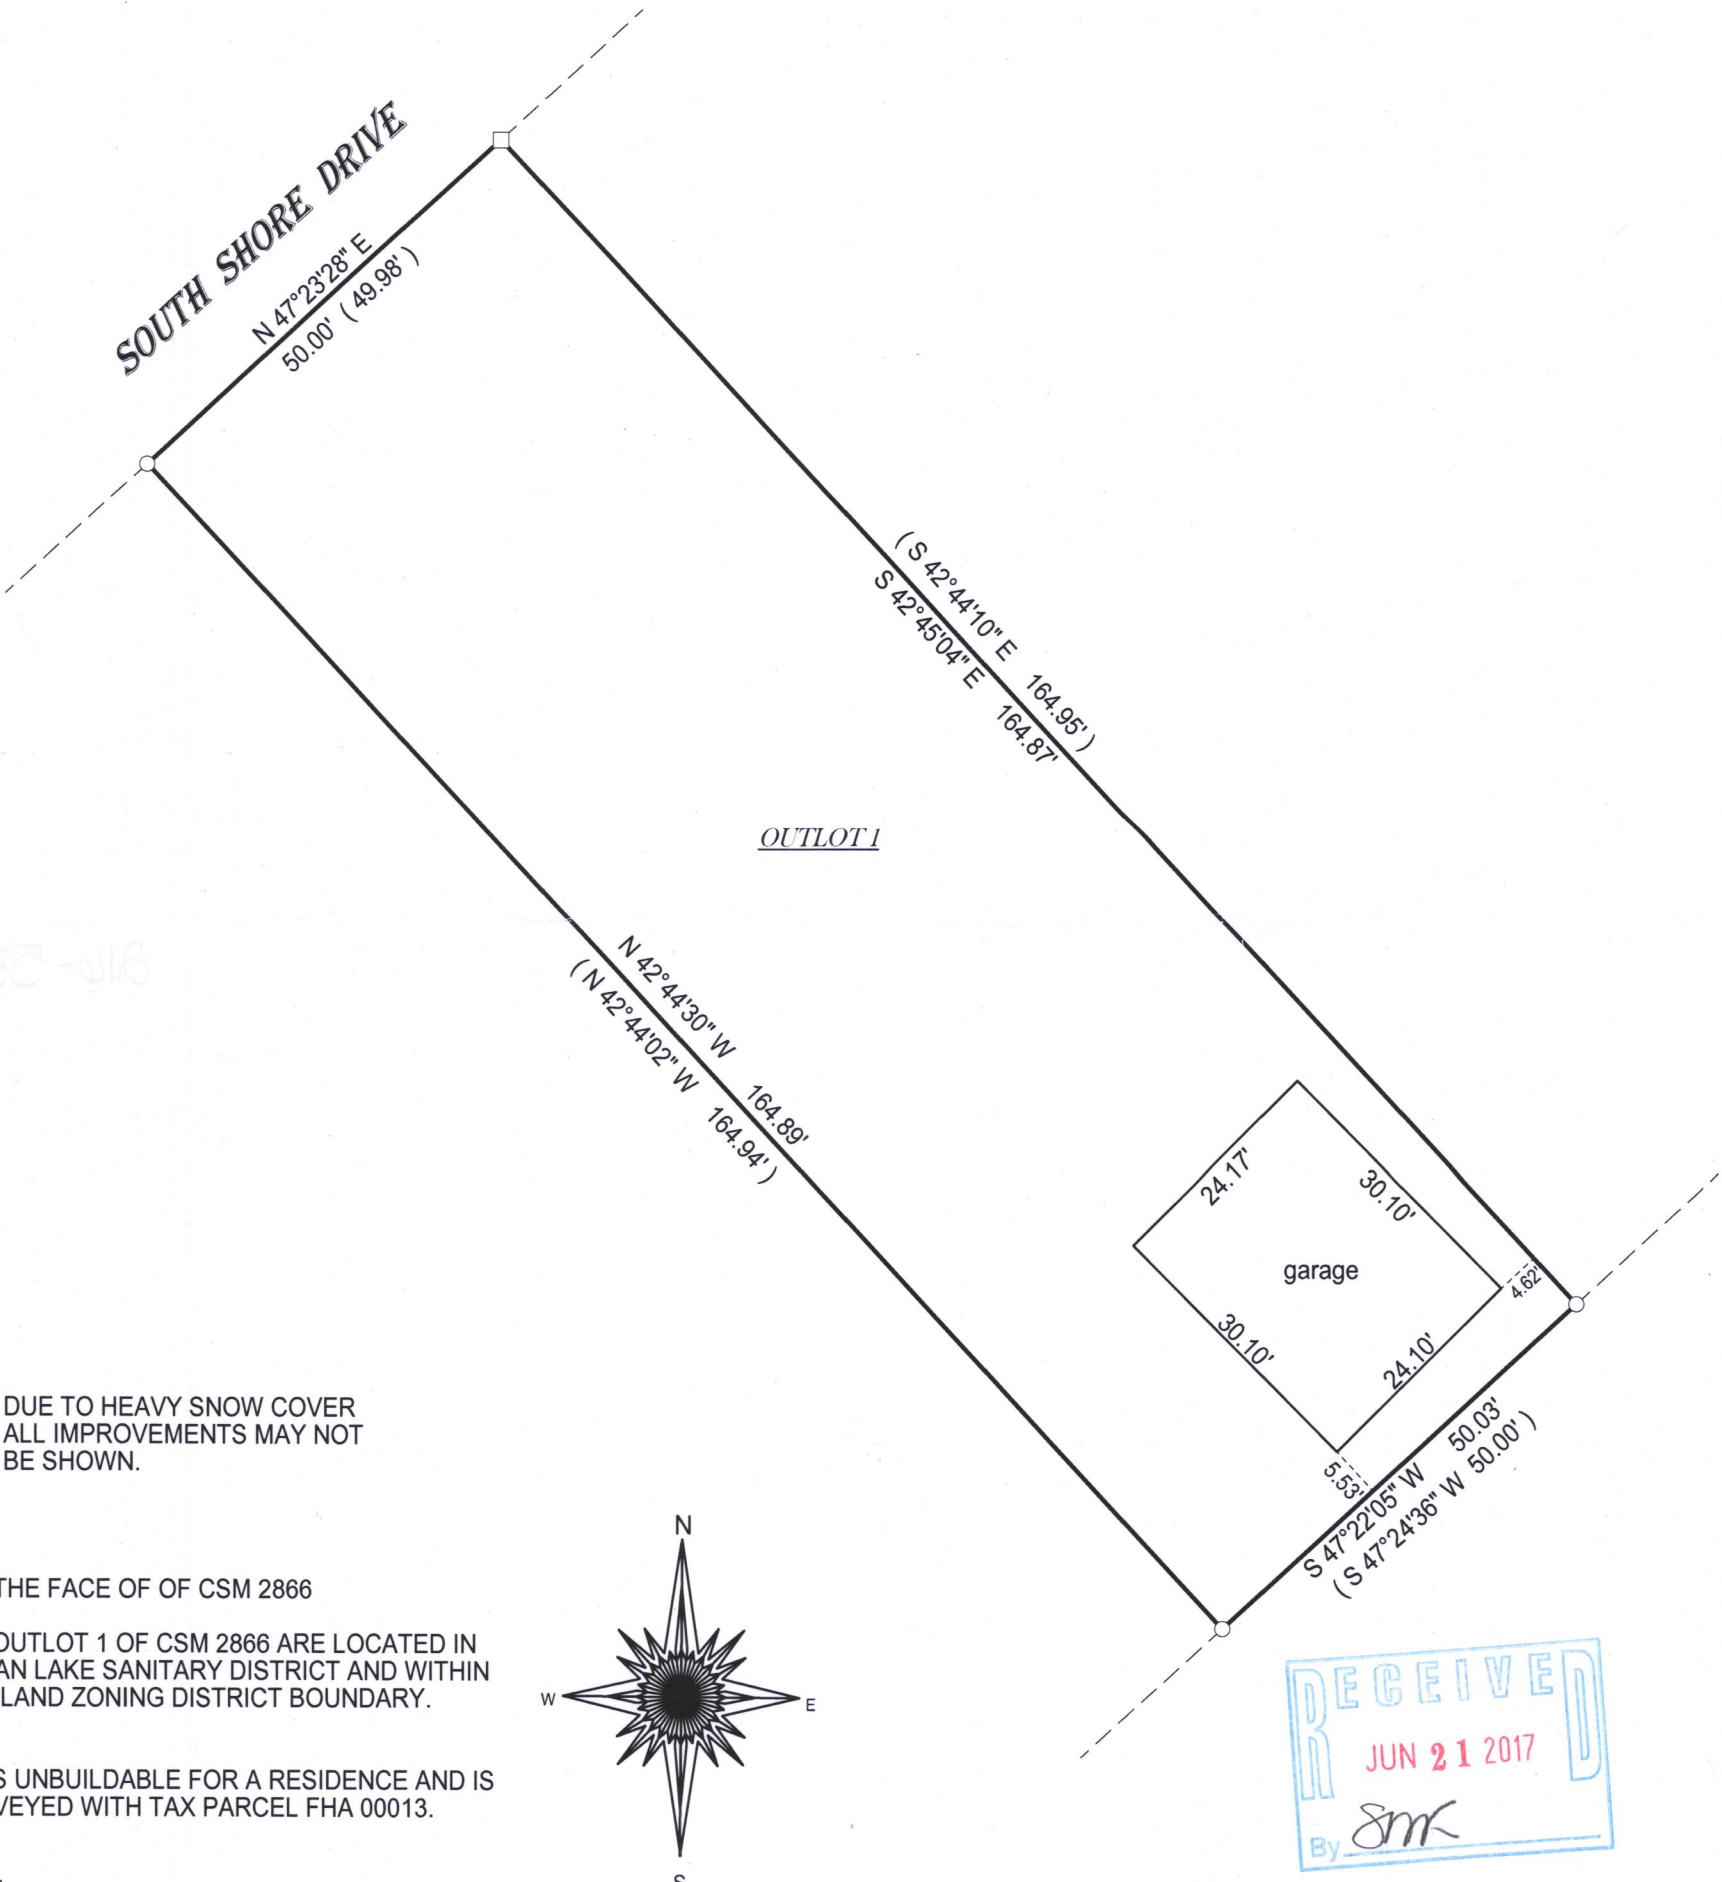 SOUTH SHORE DRIVE
N 47°23'28" E
50.00' ( 49.98' )
( S 42°44'10" E 164.95' )
S 42°45'04" E 164.87'
OUTLOT 1
N 42°44'30" W 164.89'
( N 42°44'02" W 164.94' )
24.17'
30.10'
garage
4.62'
30.10'
24.10'
5.53'
50.03'
S 47°22'05" W
( S 47°24'36" W 50.00' )
DUE TO HEAVY SNOW COVER
ALL IMPROVEMENTS MAY NOT
BE SHOWN.
THE FACE OF OF CSM 2866
OUTLOT 1 OF CSM 2866 ARE LOCATED IN
AN LAKE SANITARY DISTRICT AND WITHIN
LAND ZONING DISTRICT BOUNDARY.
S UNBUILDABLE FOR A RESIDENCE AND IS
VEYED WITH TAX PARCEL FHA 00013.
N
W
E
S
RECEIVED
JUN 21 2017
By SMK